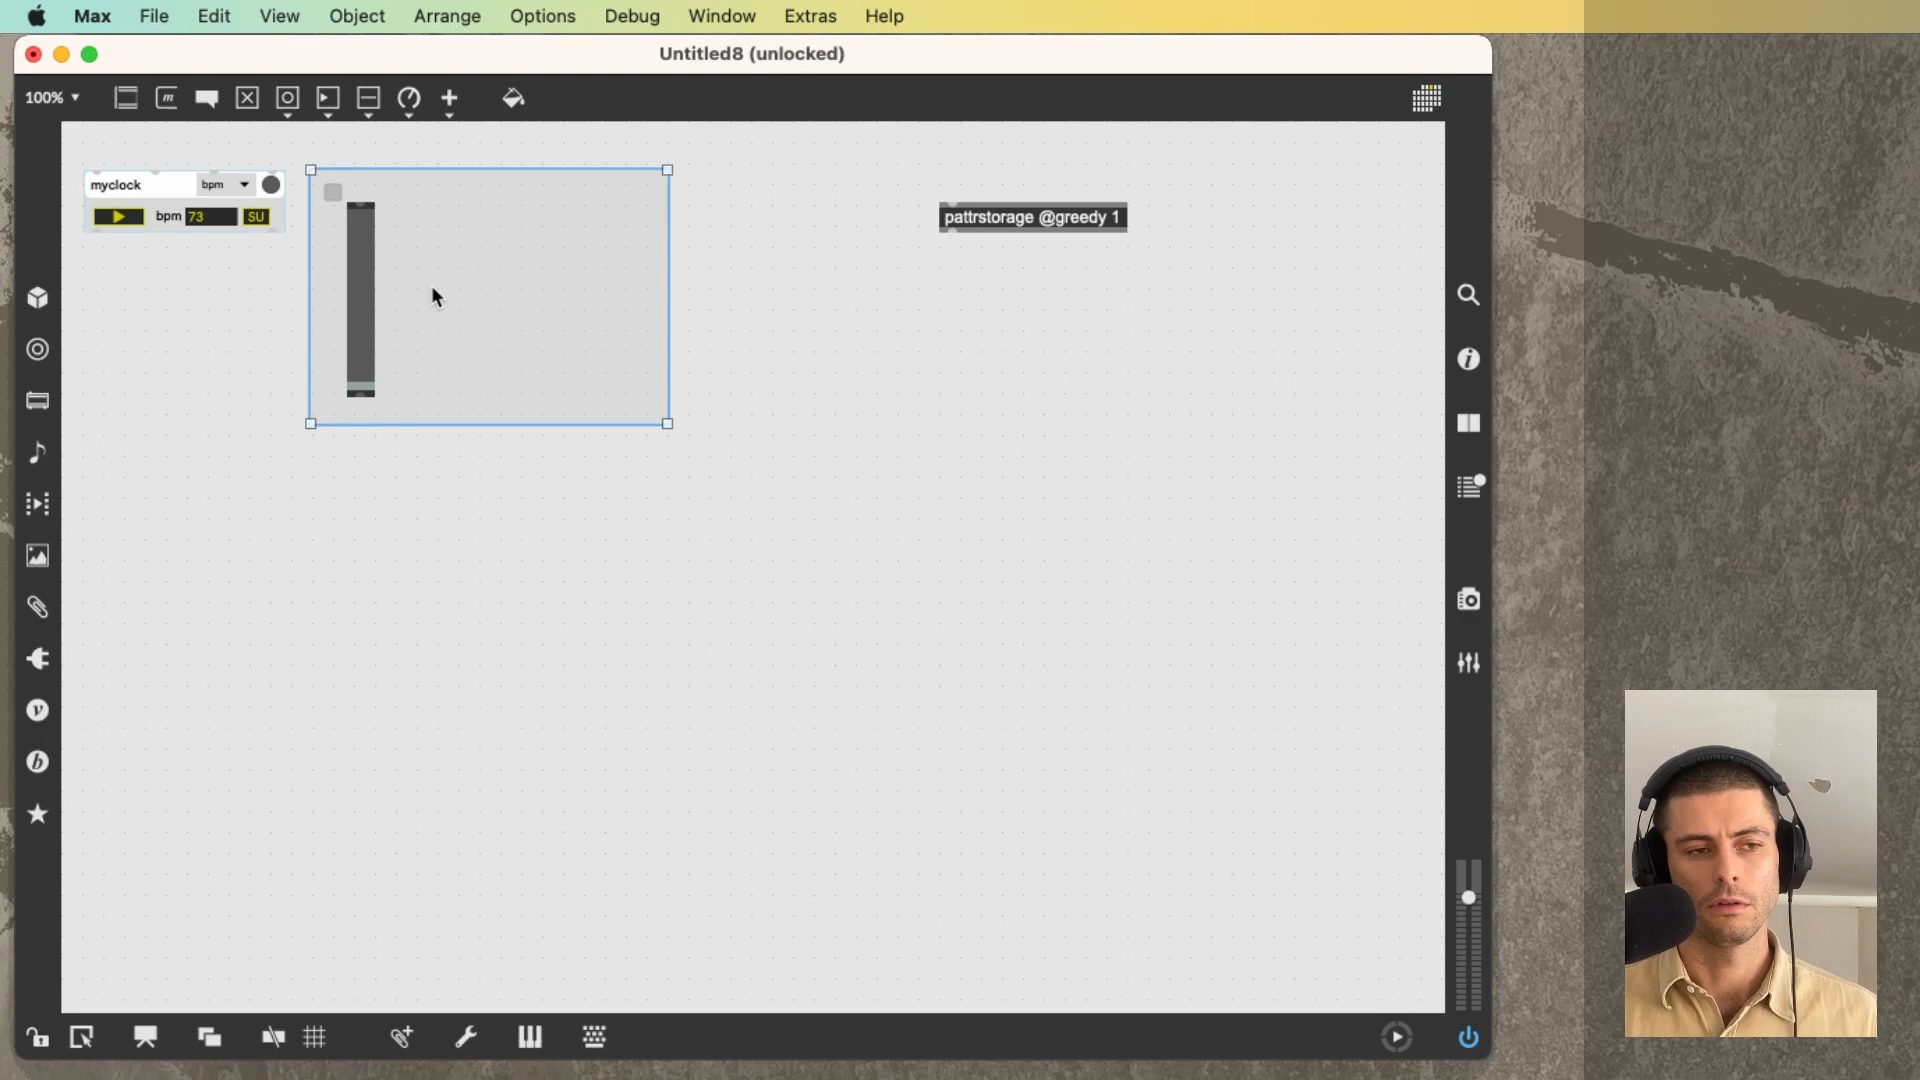 Max File Edit View Object Arrange Options Debug Window Extras Help
Untitled8 (unlocked)
100%
myclock bpm
bpm 73 SU
pattrstorage @greedy 1